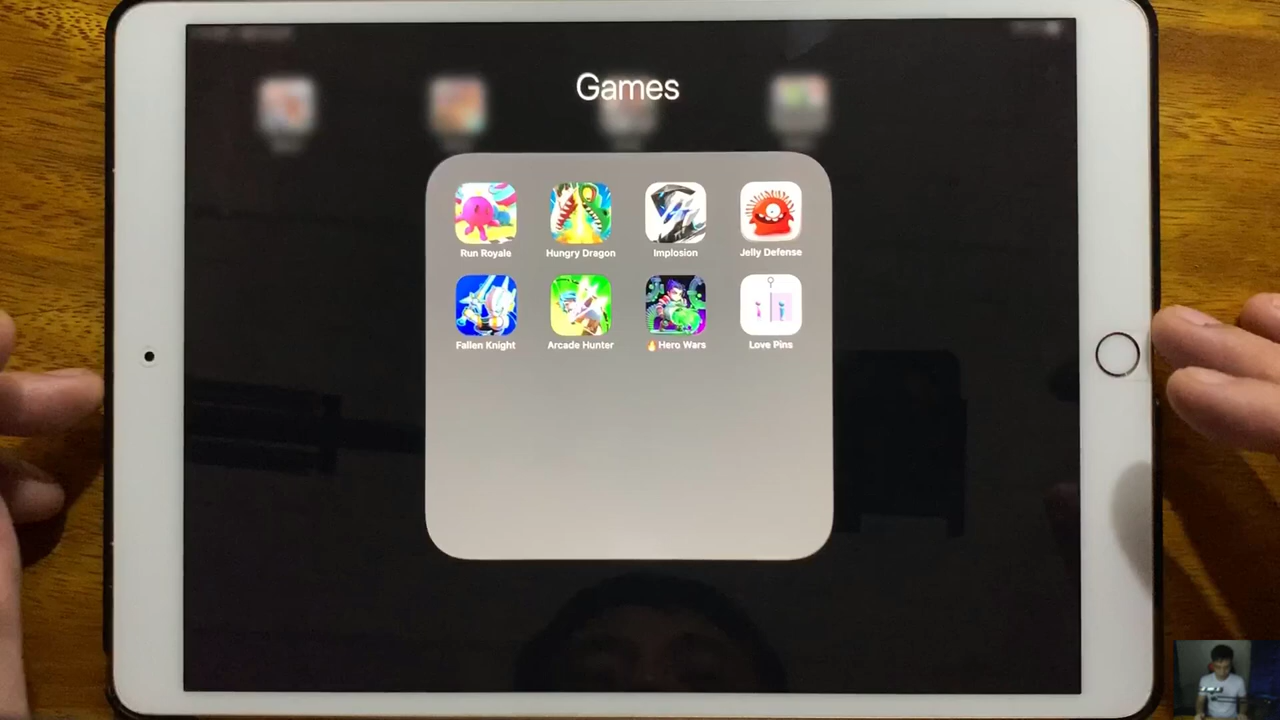 Games
Run Royale
Hungry Dragon
Implosion
Jelly Defense
Fallen Knight
Arcade Hunter
🔥Hero Wars
Love Pins